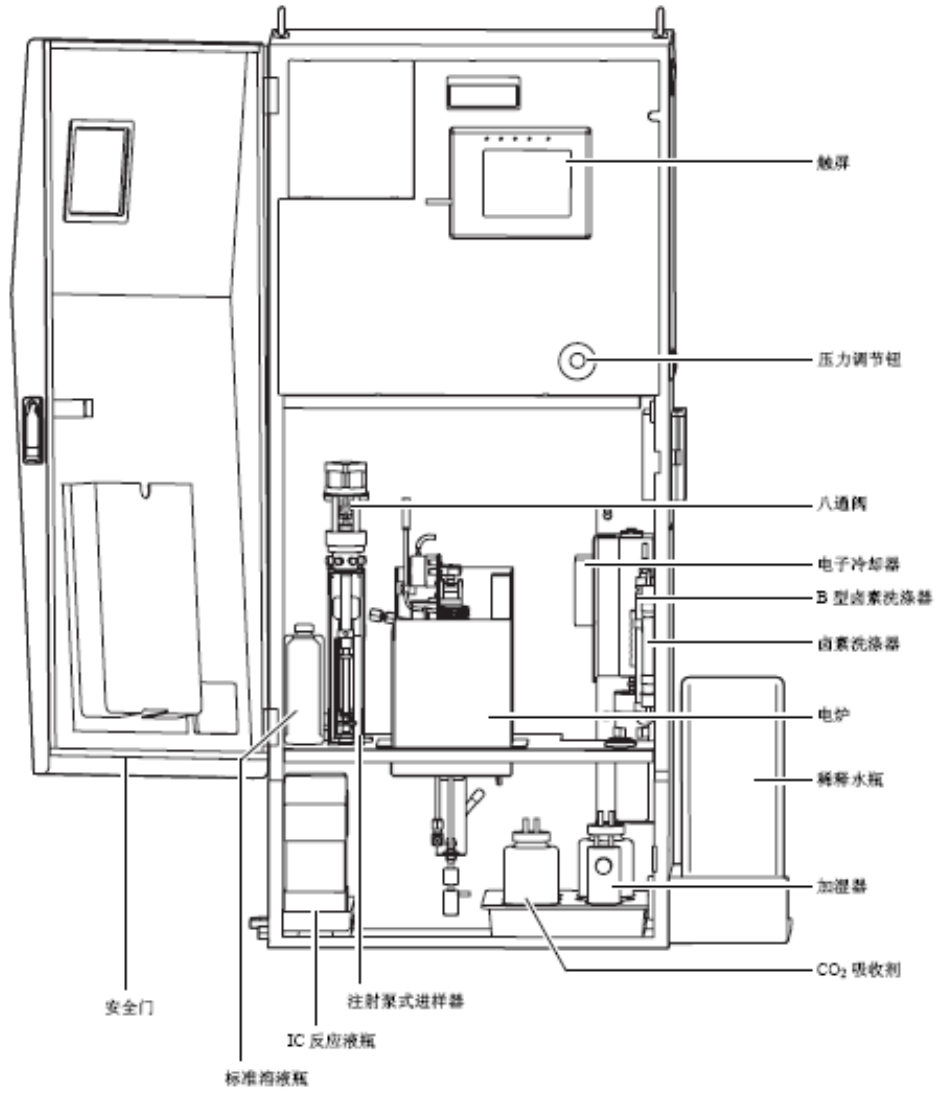 触屏
压力调节钮
八通阀
电子冷却器
B 型卤素洗涤器
卤素洗涤器
电炉
稀释水瓶
加湿器
CO₂ 吸收剂
注射泵式进样器
安全门
IC 反应液瓶
标准溶液瓶